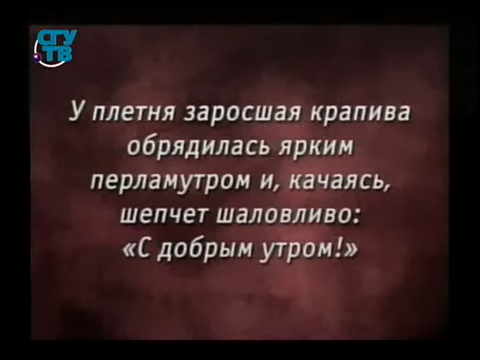 СГУ
ТВ
У плетня заросшая крапива
обрядилась ярким
перламутром и, качаясь,
шепчет шаловливо:
«С добрым утром!»